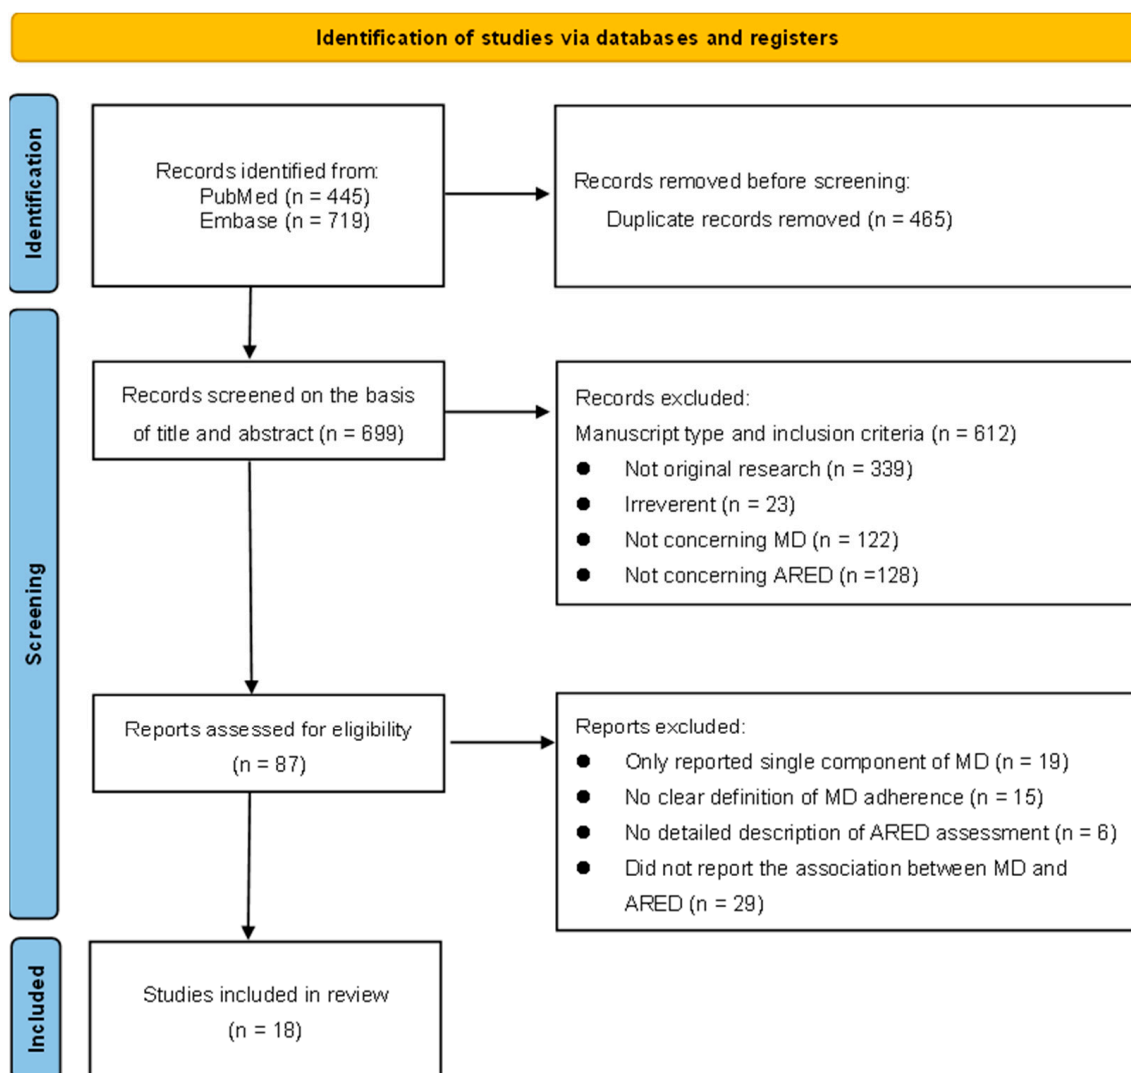 Identification of studies via databases and registers
Identification
Records identified from:
PubMed (n = 445)
Embase (n = 719)
Records removed before screening:
Duplicate records removed (n = 465)
Screening
Records screened on the basis
of title and abstract (n = 699)
Records excluded:
Manuscript type and inclusion criteria (n = 612)
● Not original research (n = 339)
● Irreverent (n = 23)
● Not concerning MD (n = 122)
● Not concerning ARED (n =128)
Reports assessed for eligibility
(n = 87)
Reports excluded:
● Only reported single component of MD (n = 19)
● No clear definition of MD adherence (n = 15)
● No detailed description of ARED assessment (n = 6)
● Did not report the association between MD and
ARED (n = 29)
Included
Studies included in review
(n = 18)